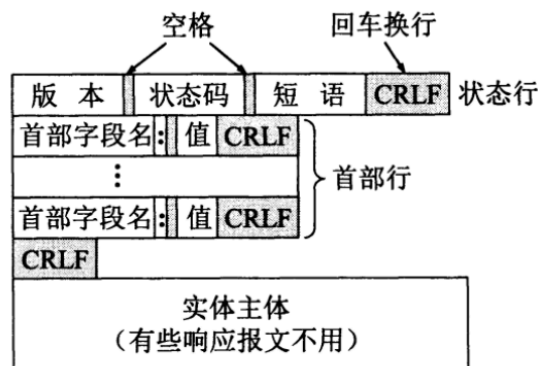 空格 回车换行
版 本 状态码 短 语 CRLF 状态行
首部字段名: 值 CRLF
⋮ 首部行
首部字段名: 值 CRLF
CRLF
实体主体
(有些响应报文不用)